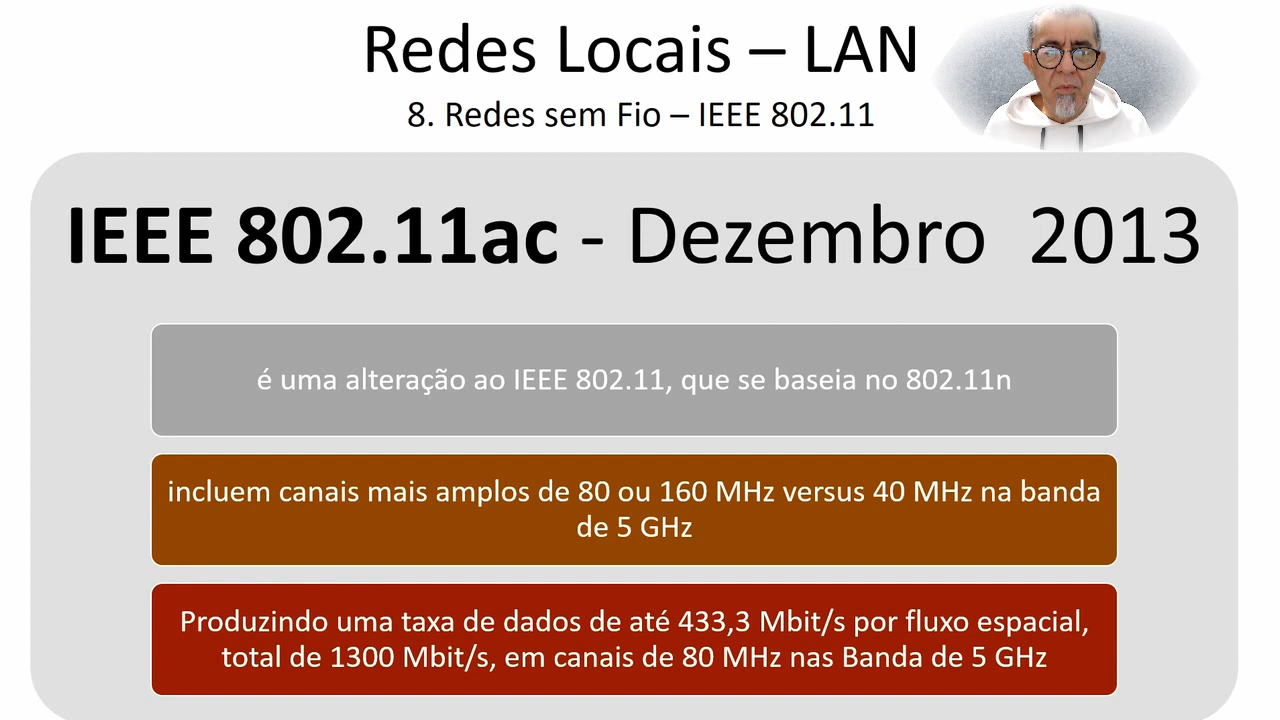 Redes Locais – LAN
8. Redes sem Fio – IEEE 802.11
IEEE 802.11ac - Dezembro 2013
é uma alteração ao IEEE 802.11, que se baseia no 802.11n
incluem canais mais amplos de 80 ou 160 MHz versus 40 MHz na banda
de 5 GHz
Produzindo uma taxa de dados de até 433,3 Mbit/s por fluxo espacial,
total de 1300 Mbit/s, em canais de 80 MHz nas Banda de 5 GHz